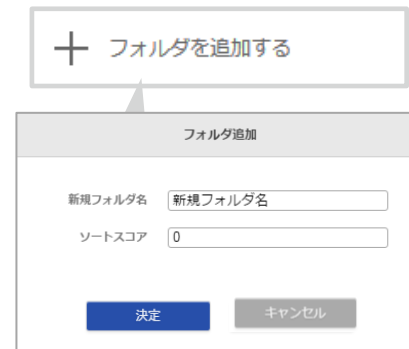 フォルダを追加する
フォルダ追加
新規フォルダ名 新規フォルダ名
ソートスコア 0
決定 キャンセル